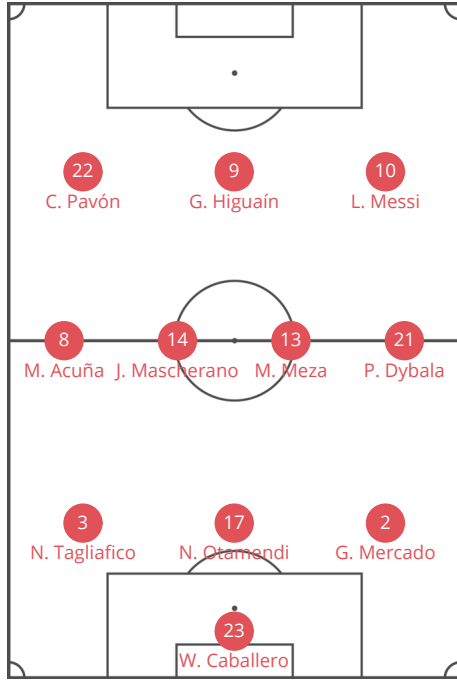 22 9 10
C. Pavón G. Higuaín L. Messi
8 14 13 21
M. Acuña J. Mascherano M. Meza P. Dybala
3 17 2
N. Tagliafico N. Otamendi G. Mercado
23
W. Caballero